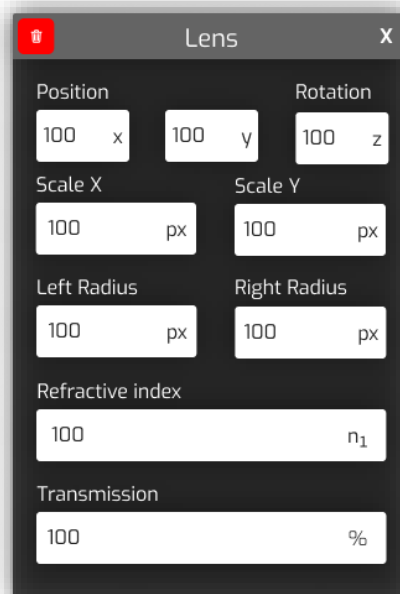 Lens X
Position Rotation
100 x 100 y 100 z
Scale X Scale Y
100 px 100 px
Left Radius Right Radius
100 px 100 px
Refractive index
100 n₁
Transmission
100 %